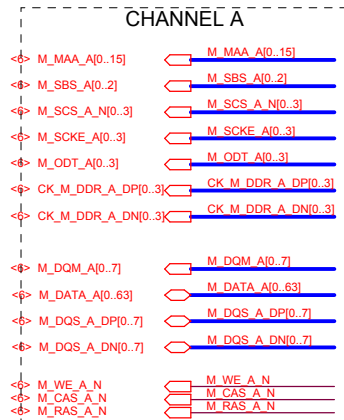 CHANNEL A
<6> M_MAA_A[0..15] M_MAA_A[0..15]
<6> M_SBS_A[0..2] M_SBS_A[0..2]
<6> M_SCS_A_N[0..3] M_SCS_A_N[0..3]
<6> M_SCKE_A[0..3] M_SCKE_A[0..3]
<6> M_ODT_A[0..3] M_ODT_A[0..3]
<6> CK_M_DDR_A_DP[0..3] CK_M_DDR_A_DP[0..3]
<6> CK_M_DDR_A_DN[0..3] CK_M_DDR_A_DN[0..3]
<6> M_DQM_A[0..7] M_DQM_A[0..7]
<6> M_DATA_A[0..63] M_DATA_A[0..63]
<6> M_DQS_A_DP[0..7] M_DQS_A_DP[0..7]
<6> M_DQS_A_DN[0..7] M_DQS_A_DN[0..7]
<6> M_WE_A_N M_WE_A_N
<6> M_CAS_A_N M_CAS_A_N
<6> M_RAS_A_N M_RAS_A_N